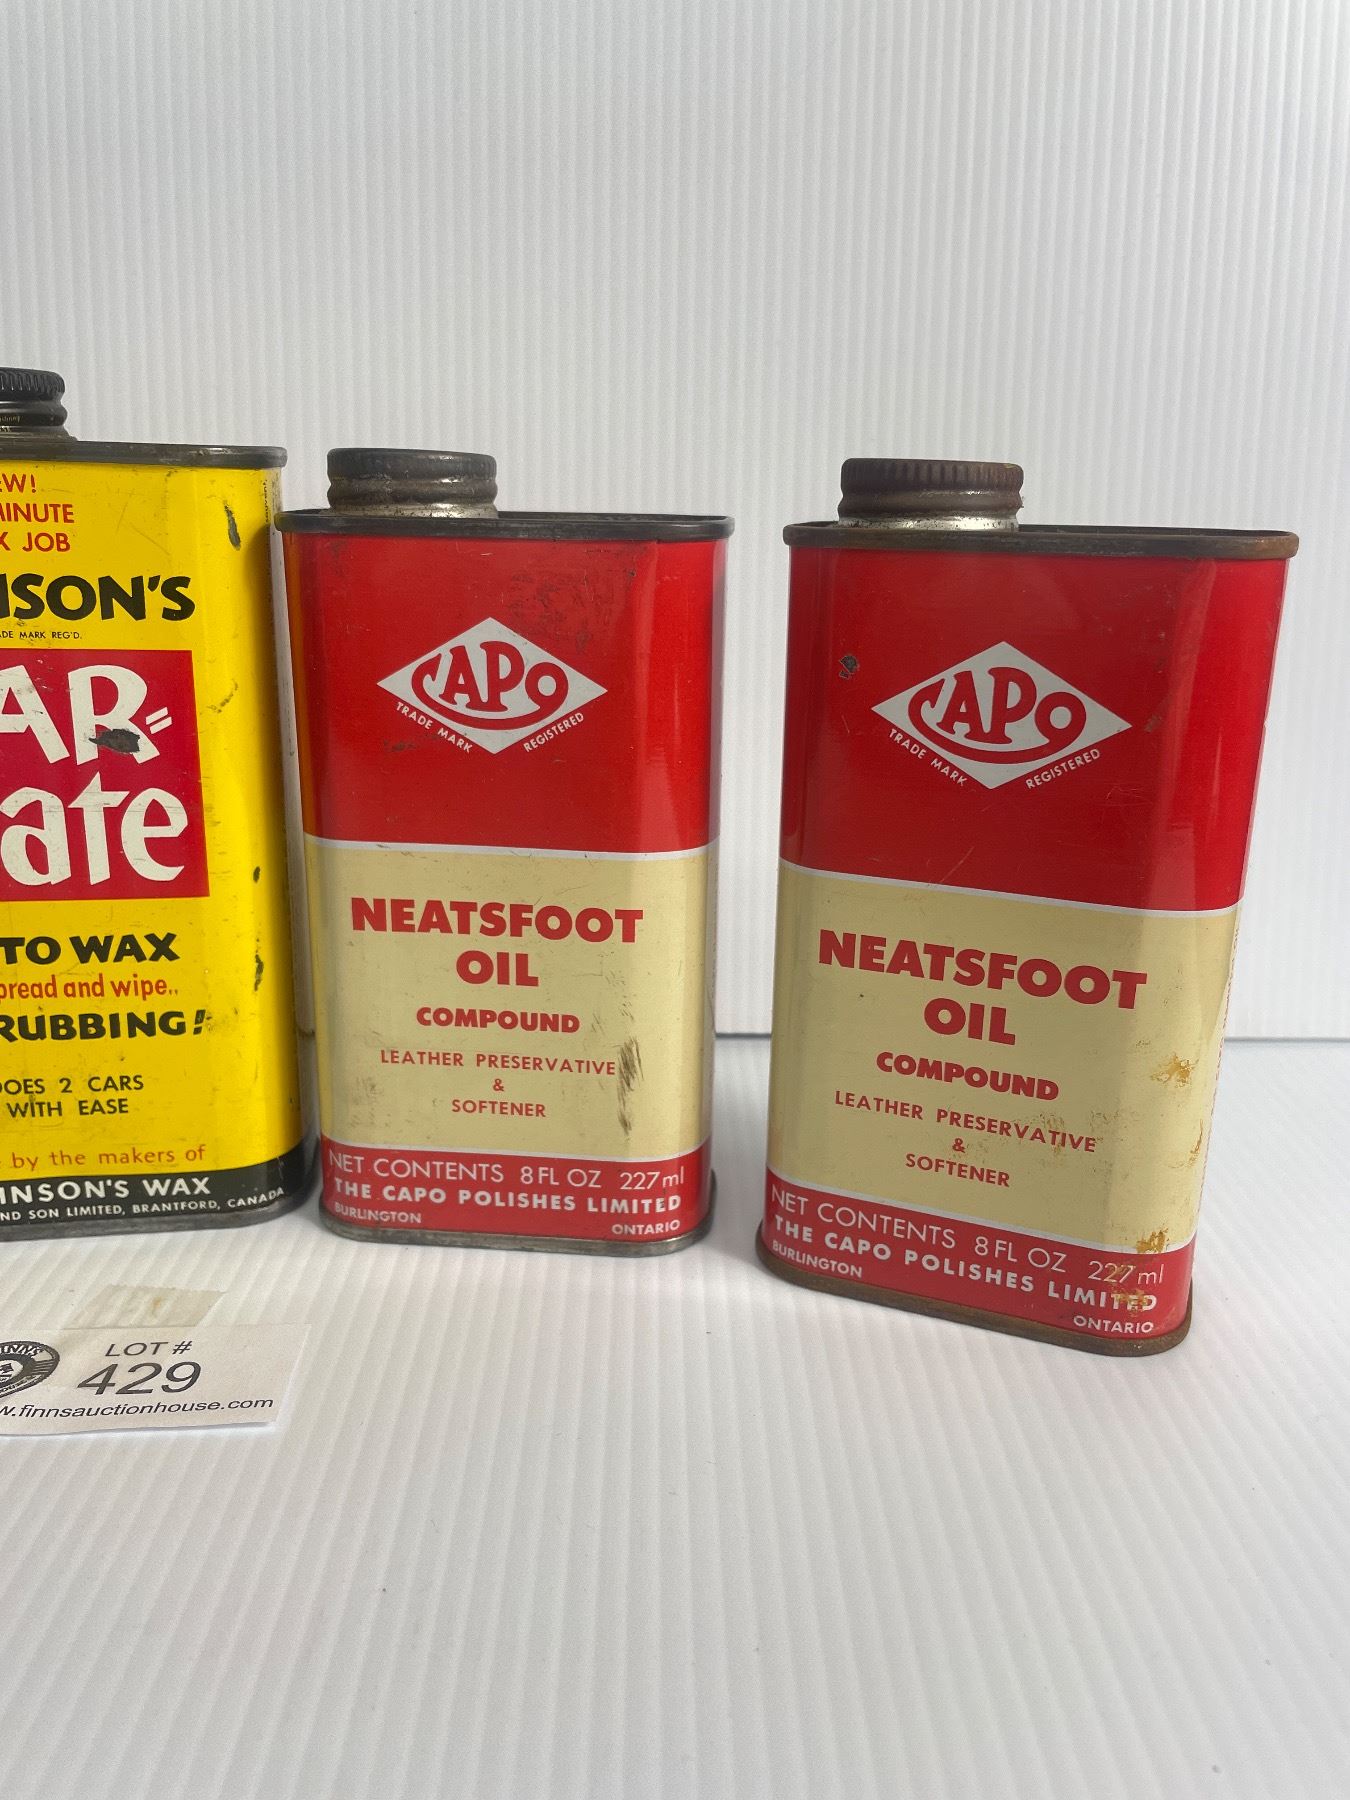 EW!
MINUTE
X JOB
NSON'S
ADE MARK REG'D.
AR-
ate
TO WAX
pread and wipe..
RUBBING!
DOES 2 CARS
WITH EASE
by the makers of
HNSON'S WAX
ND SON LIMITED, BRANTFORD, CANADA
CAPO
TRADE MARK REGISTERED
NEATSFOOT
OIL
COMPOUND
LEATHER PRESERVATIVE
&
SOFTENER
NET CONTENTS 8 FL OZ 227 ml
THE CAPO POLISHES LIMITED
BURLINGTON ONTARIO
CAPO
TRADE MARK REGISTERED
NEATSFOOT
OIL
COMPOUND
LEATHER PRESERVATIVE
&
SOFTENER
NET CONTENTS 8 FL OZ 227 ml
THE CAPO POLISHES LIMITED
BURLINGTON ONTARIO
LOT #
429
w.finnsauctionhouse.com